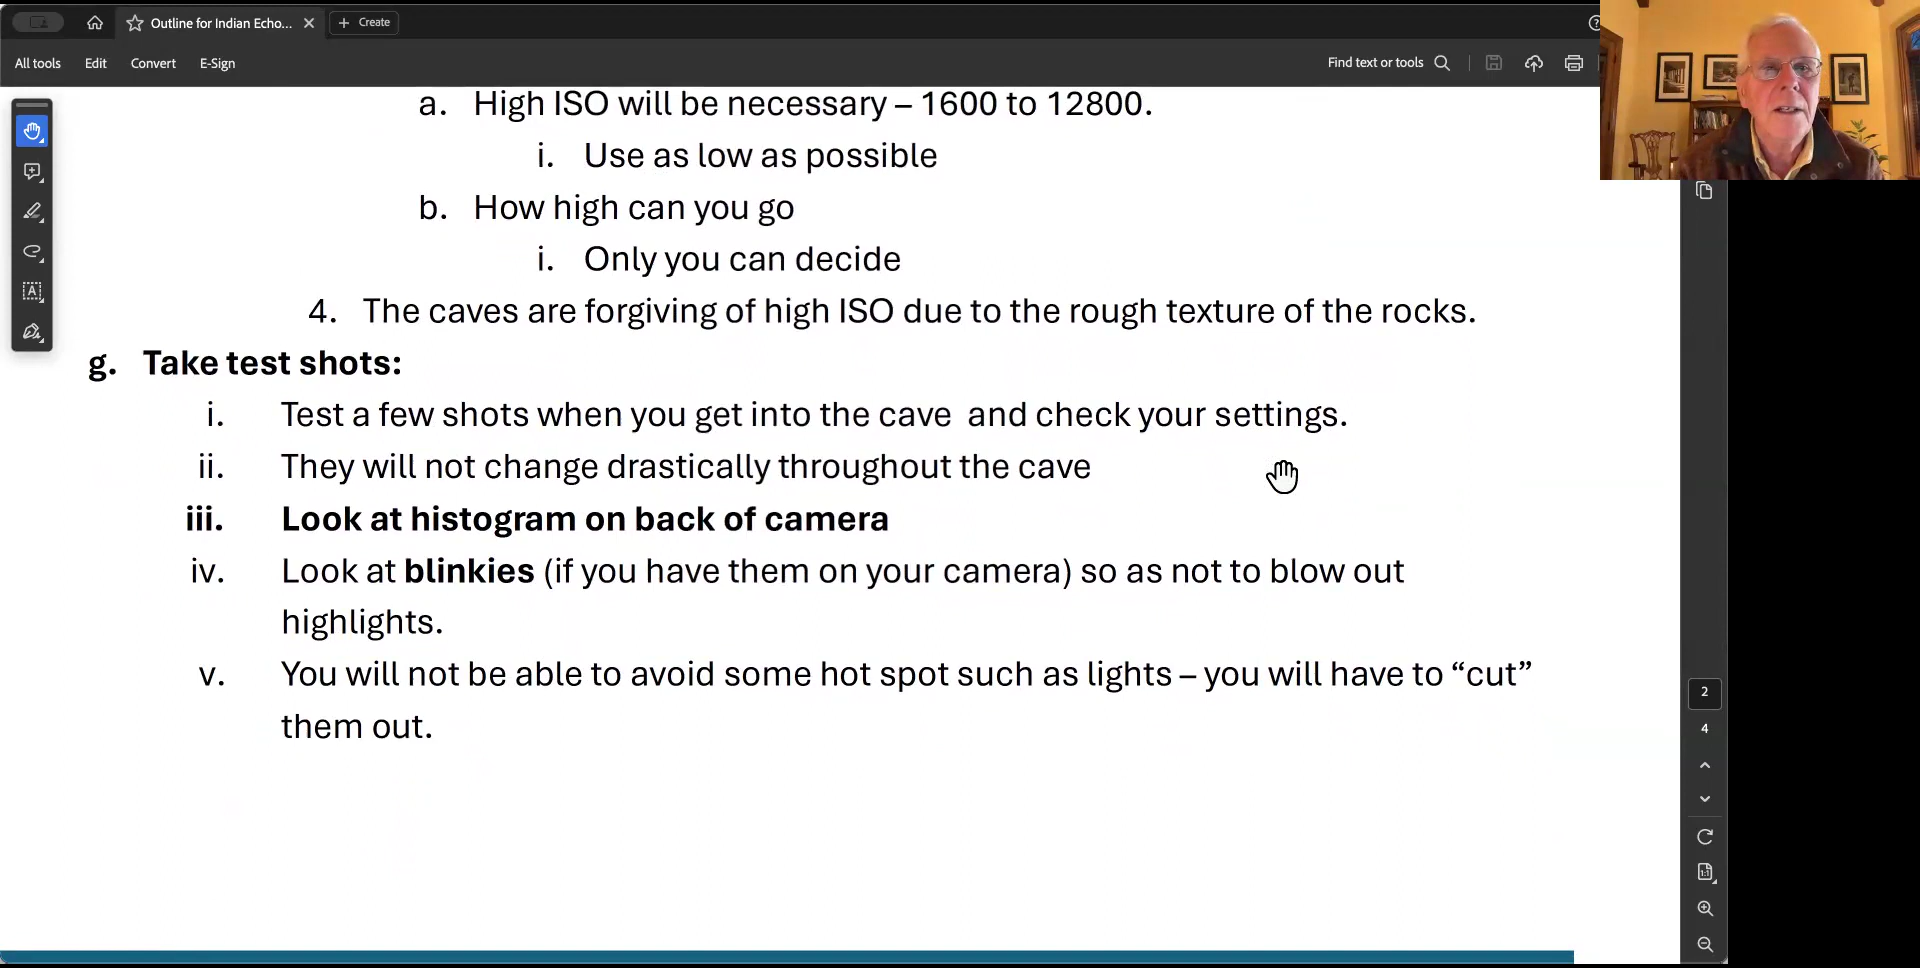 Outline for Indian Echo...
Create
All tools
Edit
Convert
E-Sign
Find text or tools
a. High ISO will be necessary – 1600 to 12800.
i. Use as low as possible
b. How high can you go
i. Only you can decide
4. The caves are forgiving of high ISO due to the rough texture of the rocks.
g. Take test shots:
i. Test a few shots when you get into the cave and check your settings.
ii. They will not change drastically throughout the cave
iii. Look at histogram on back of camera
iv. Look at blinkies (if you have them on your camera) so as not to blow out
highlights.
v. You will not be able to avoid some hot spot such as lights – you will have to “cut”
them out.
2
4